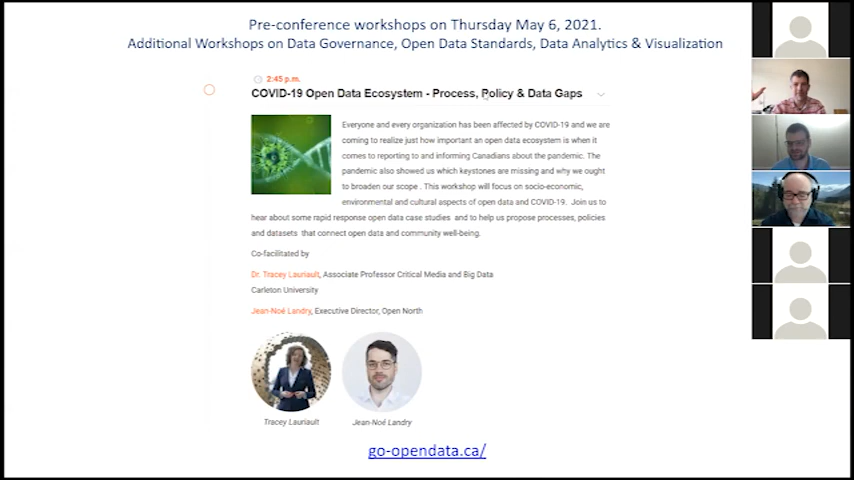 Pre-conference workshops on Thursday May 6, 2021.
Additional Workshops on Data Governance, Open Data Standards, Data Analytics & Visualization
2:45 p.m.
COVID-19 Open Data Ecosystem - Process, Policy & Data Gaps
Everyone and every organization has been affected by COVID-19 and we are
coming to realize just how important an open data ecosystem is when it
comes to reporting to and informing Canadians about the pandemic. The
pandemic also showed us which keystones are missing and why we ought
to broaden our scope . This workshop will focus on socio-economic,
environmental and cultural aspects of open data and COVID-19. Join us to
hear about some rapid response open data case studies and to help us propose processes, policies
and datasets that connect open data and community well-being.
Co-facilitated by
Dr. Tracey Lauriault, Associate Professor Critical Media and Big Data
Carleton University
Jean-Noé Landry, Executive Director, Open North
Tracey Lauriault
Jean-Noé Landry
go-opendata.ca/